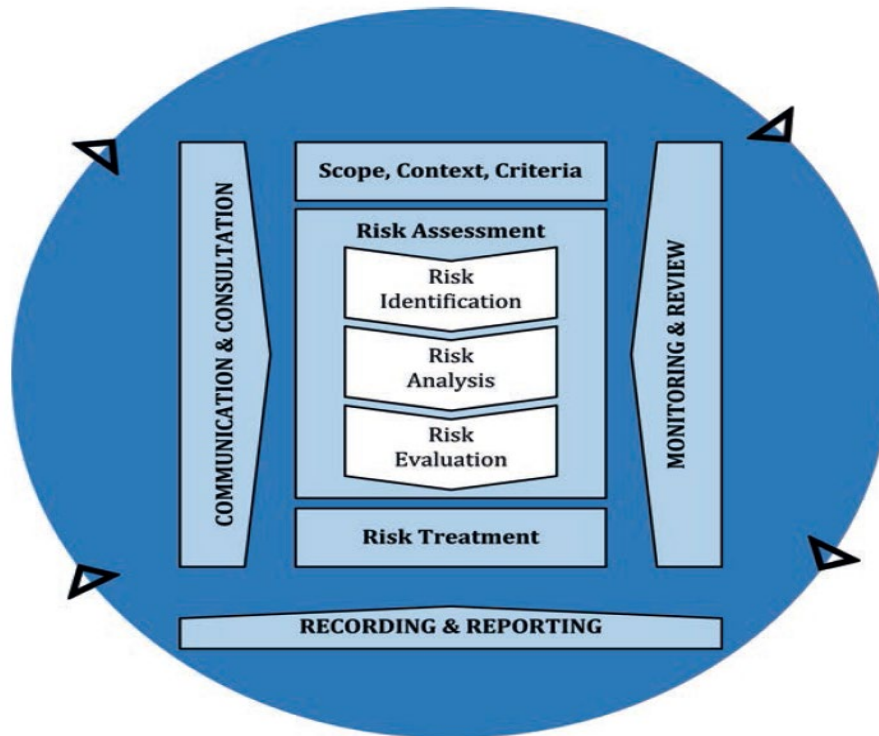 Scope, Context, Criteria
Risk Assessment
Risk
Identification
Risk
Analysis
Risk
Evaluation
Risk Treatment
COMMUNICATION & CONSULTATION
MONITORING & REVIEW
RECORDING & REPORTING